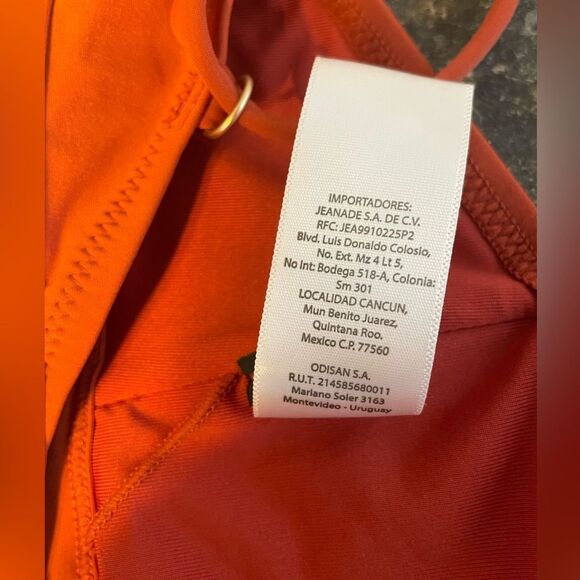 IMPORTADORES:
JEANADE S.A. DE C.V.
RFC: JEA9910225P2
Blvd. Luis Donaldo Colosio,
No. Ext. Mz 4 Lt 5,
No Int: Bodega 518-A, Colonia:
Sm 301
LOCALIDAD CANCUN,
Mun Benito Juarez,
Quintana Roo.
Mexico C.P. 77560
ODISAN S.A.
R.U.T. 214585680011
Mariano Soler 3163
Montevideo - Uruguay